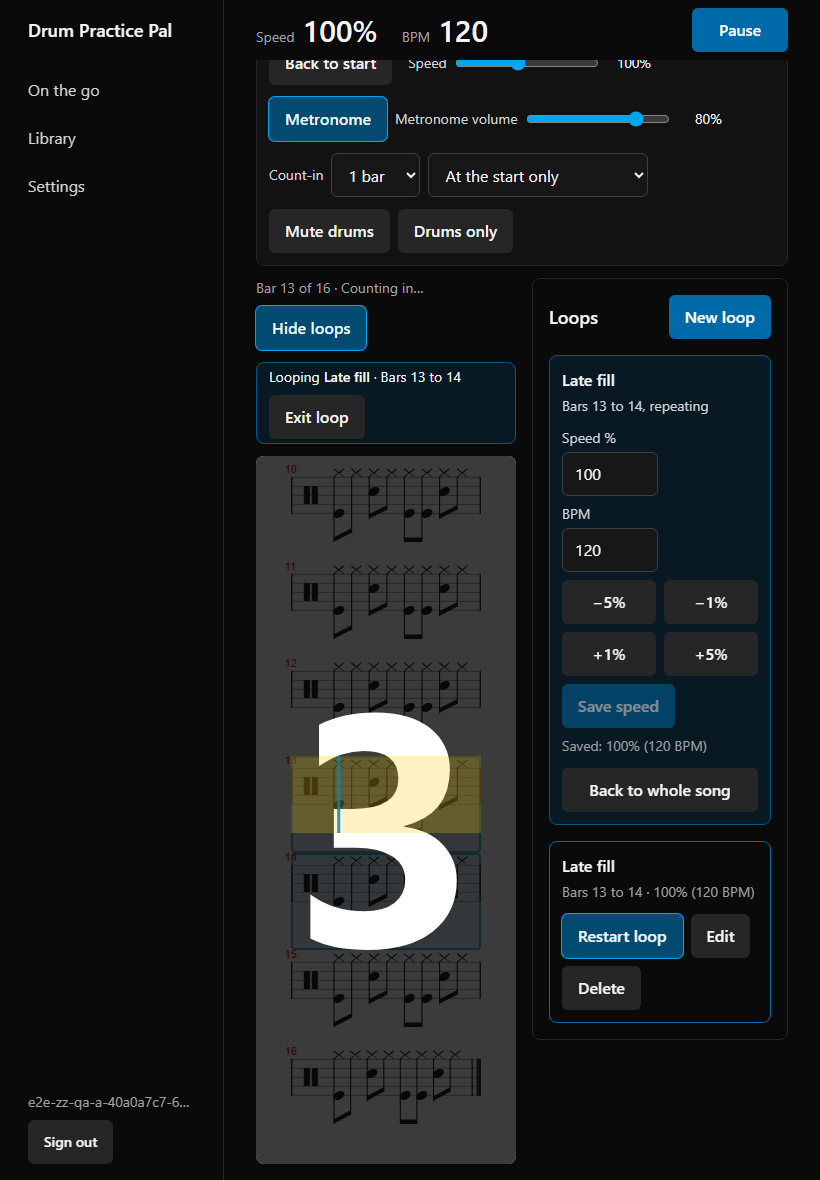 Drum Practice Pal
On the go
Library
Settings
e2e-zz-qa-a-40a0a7c7-6...
Sign out
Speed 100% BPM 120
Pause
Back to start Speed 100%
Metronome Metronome volume 80%
Count-in 1 bar At the start only
Mute drums Drums only
Bar 13 of 16 · Counting in...
Hide loops
Looping Late fill · Bars 13 to 14
Exit loop
10
11
12
13
3
14
15
16
Loops
New loop
Late fill
Bars 13 to 14, repeating
Speed %
100
BPM
120
−5% −1%
+1% +5%
Save speed
Saved: 100% (120 BPM)
Back to whole song
Late fill
Bars 13 to 14 · 100% (120 BPM)
Restart loop Edit
Delete